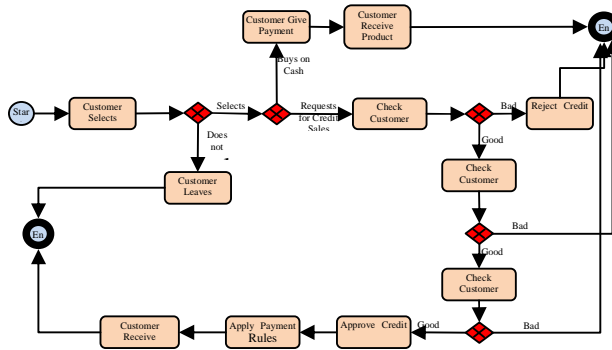 Customer Give
Payment
Customer
Receive
Product
En
Buys on
Cash
Star
Customer
Selects
Selects
Requests
for Credit
Sales
Check
Customer
Bad
Reject Credit
Does
not
Good
Customer
Leaves
Check
Customer
En
Bad
Good
Check
Customer
Customer
Receive
Apply Payment
Rules
Approve Credit
Good
Bad